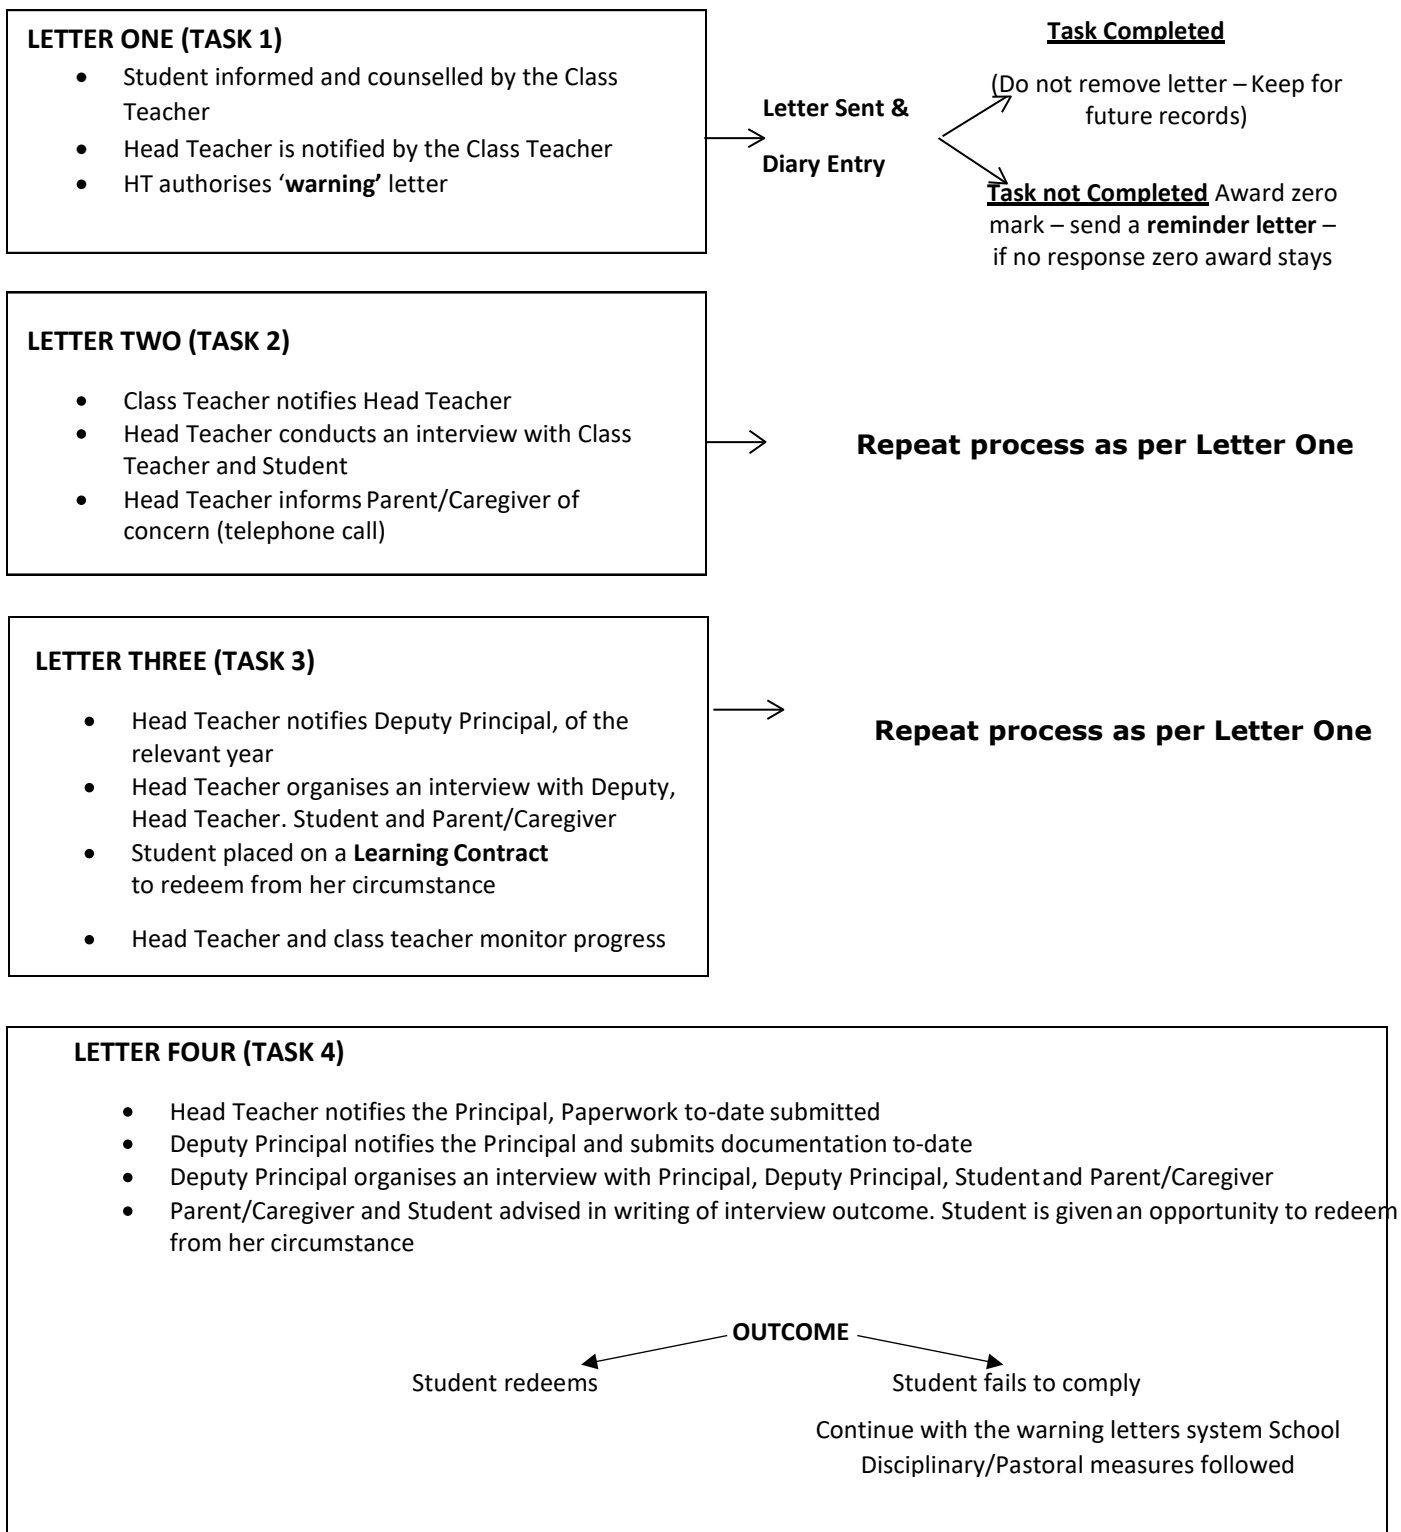 LETTER ONE (TASK 1)
• Student informed and counselled by the Class
Teacher
• Head Teacher is notified by the Class Teacher
• HT authorises ‘warning’ letter
Letter Sent &
Diary Entry
Task Completed
(Do not remove letter – Keep for
future records)
Task not Completed Award zero
mark – send a reminder letter –
if no response zero award stays
LETTER TWO (TASK 2)
• Class Teacher notifies Head Teacher
• Head Teacher conducts an interview with Class
Teacher and Student
• Head Teacher informs Parent/Caregiver of
concern (telephone call)
Repeat process as per Letter One
LETTER THREE (TASK 3)
• Head Teacher notifies Deputy Principal, of the
relevant year
• Head Teacher organises an interview with Deputy,
Head Teacher. Student and Parent/Caregiver
• Student placed on a Learning Contract
to redeem from her circumstance
• Head Teacher and class teacher monitor progress
Repeat process as per Letter One
LETTER FOUR (TASK 4)
• Head Teacher notifies the Principal, Paperwork to-date submitted
• Deputy Principal notifies the Principal and submits documentation to-date
• Deputy Principal organises an interview with Principal, Deputy Principal, Student and Parent/Caregiver
• Parent/Caregiver and Student advised in writing of interview outcome. Student is given an opportunity to redeem
from her circumstance
OUTCOME
Student redeems
Student fails to comply
Continue with the warning letters system School
Disciplinary/Pastoral measures followed